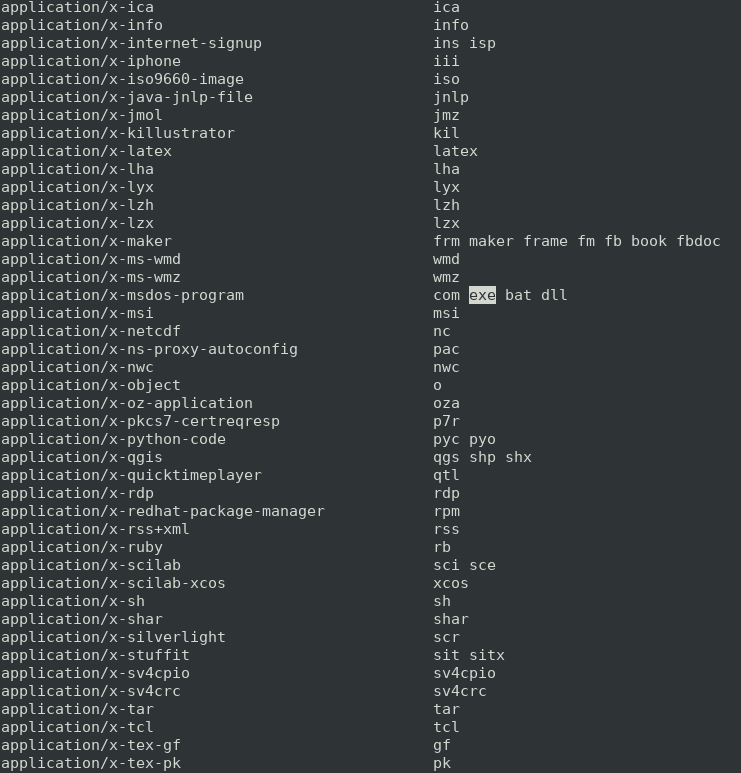 application/x-ica ica
application/x-info info
application/x-internet-signup ins isp
application/x-iphone iii
application/x-iso9660-image iso
application/x-java-jnlp-file jnlp
application/x-jmol jmz
application/x-killustrator kil
application/x-latex latex
application/x-lha lha
application/x-lyx lyx
application/x-lzh lzh
application/x-lzx lzx
application/x-maker frm maker frame fm fb book fbdoc
application/x-ms-wmd wmd
application/x-ms-wmz wmz
application/x-msdos-program com exe bat dll
application/x-msi msi
application/x-netcdf nc
application/x-ns-proxy-autoconfig pac
application/x-nwc nwc
application/x-object o
application/x-oz-application oza
application/x-pkcs7-certreqresp p7r
application/x-python-code pyc pyo
application/x-qgis qgs shp shx
application/x-quicktimeplayer qtl
application/x-rdp rdp
application/x-redhat-package-manager rpm
application/x-rss+xml rss
application/x-ruby rb
application/x-scilab sci sce
application/x-scilab-xcos xcos
application/x-sh sh
application/x-shar shar
application/x-silverlight scr
application/x-stuffit sit sitx
application/x-sv4cpio sv4cpio
application/x-sv4crc sv4crc
application/x-tar tar
application/x-tcl tcl
application/x-tex-gf gf
application/x-tex-pk pk